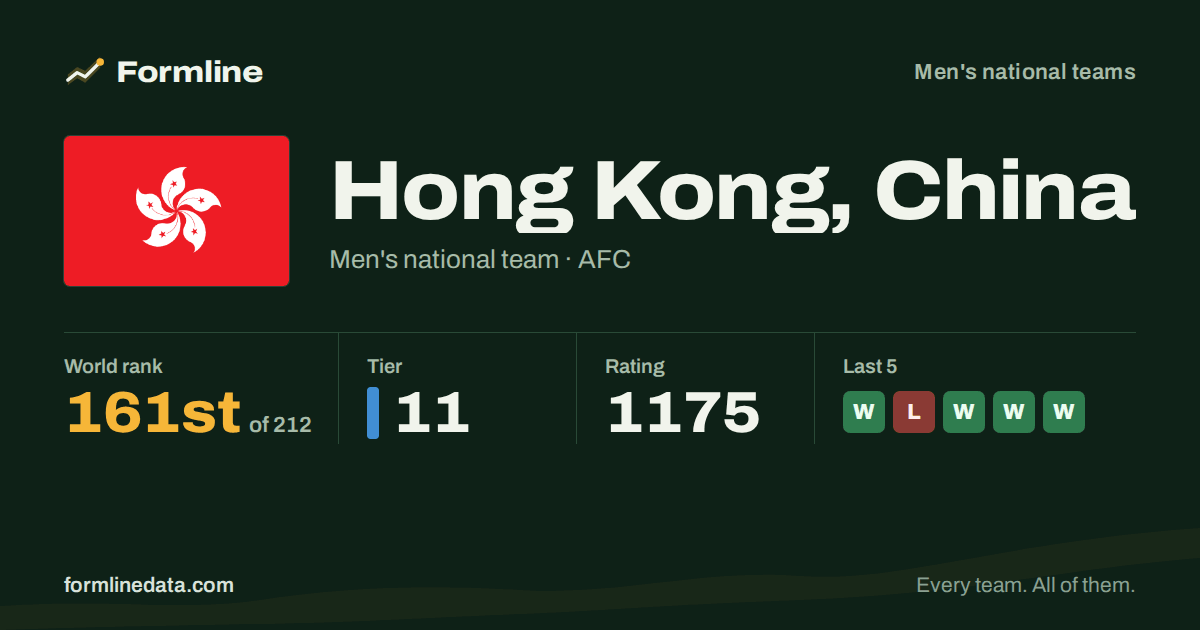 Formline
Men's national teams
Hong Kong, China
Men's national team · AFC
World rank
161st of 212
Tier
11
Rating
1175
Last 5
W L W W W
formlinedata.com
Every team. All of them.